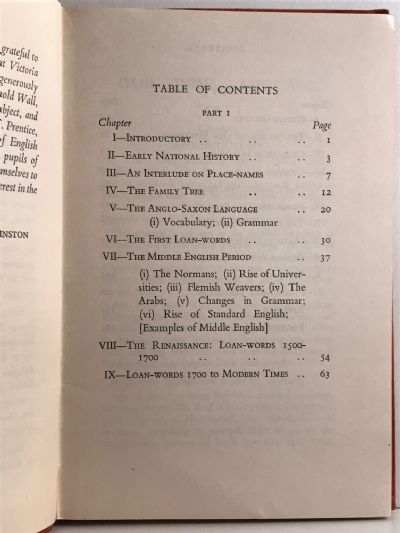 grateful to
at Victoria
generously
old Wall,
bject, and
. Prentice,
of English
pupils of
mselves to
erest in the
INSTON
TABLE OF CONTENTS
PART I
Chapter Page
I—Introductory .. .. .. 1
II—Early National History .. .. 3
III—An Interlude on Place-names .. 7
IV—The Family Tree .. .. 12
V—The Anglo-Saxon Language .. 20
(i) Vocabulary; (ii) Grammar
VI—The First Loan-words .. .. 30
VII—The Middle English Period .. 37
(i) The Normans; (ii) Rise of Univer-
sities; (iii) Flemish Weavers; (iv) The
Arabs; (v) Changes in Grammar;
(vi) Rise of Standard English;
[Examples of Middle English]
VIII—The Renaissance: Loan-words 1500-
1700 .. .. .. 54
IX—Loan-words 1700 to Modern Times .. 63